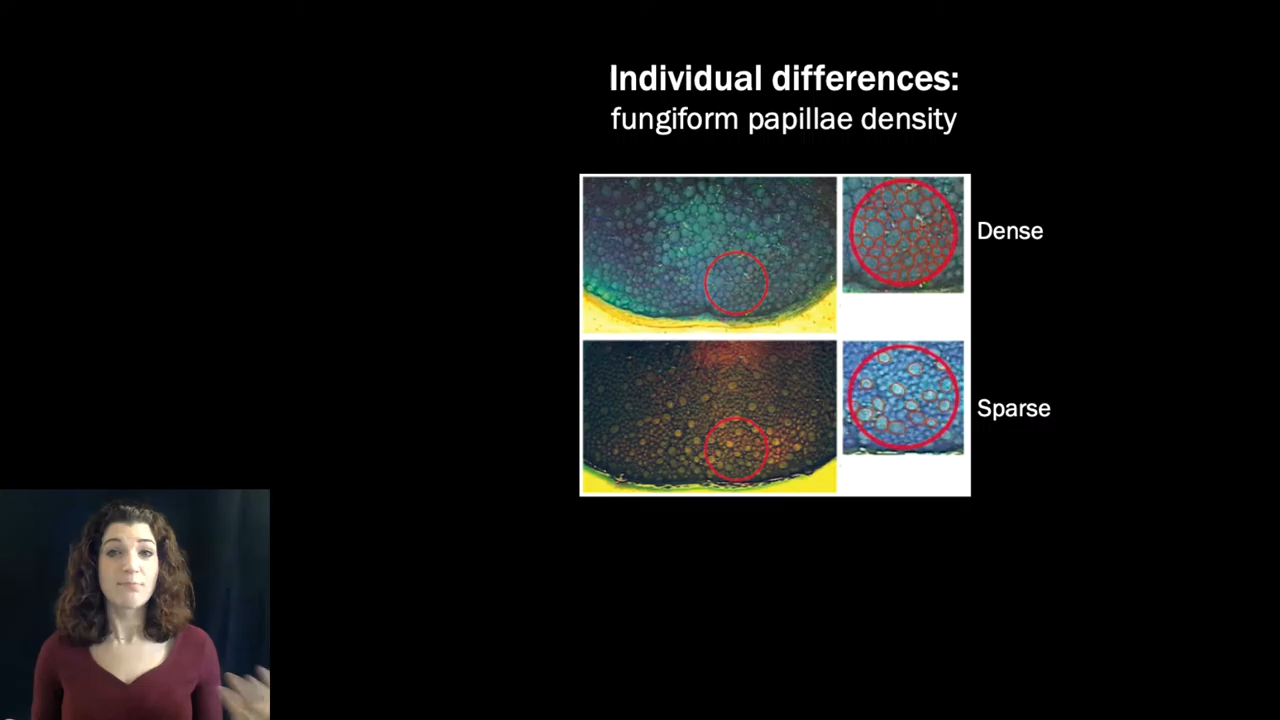 Individual differences:
fungiform papillae density
Dense
Sparse